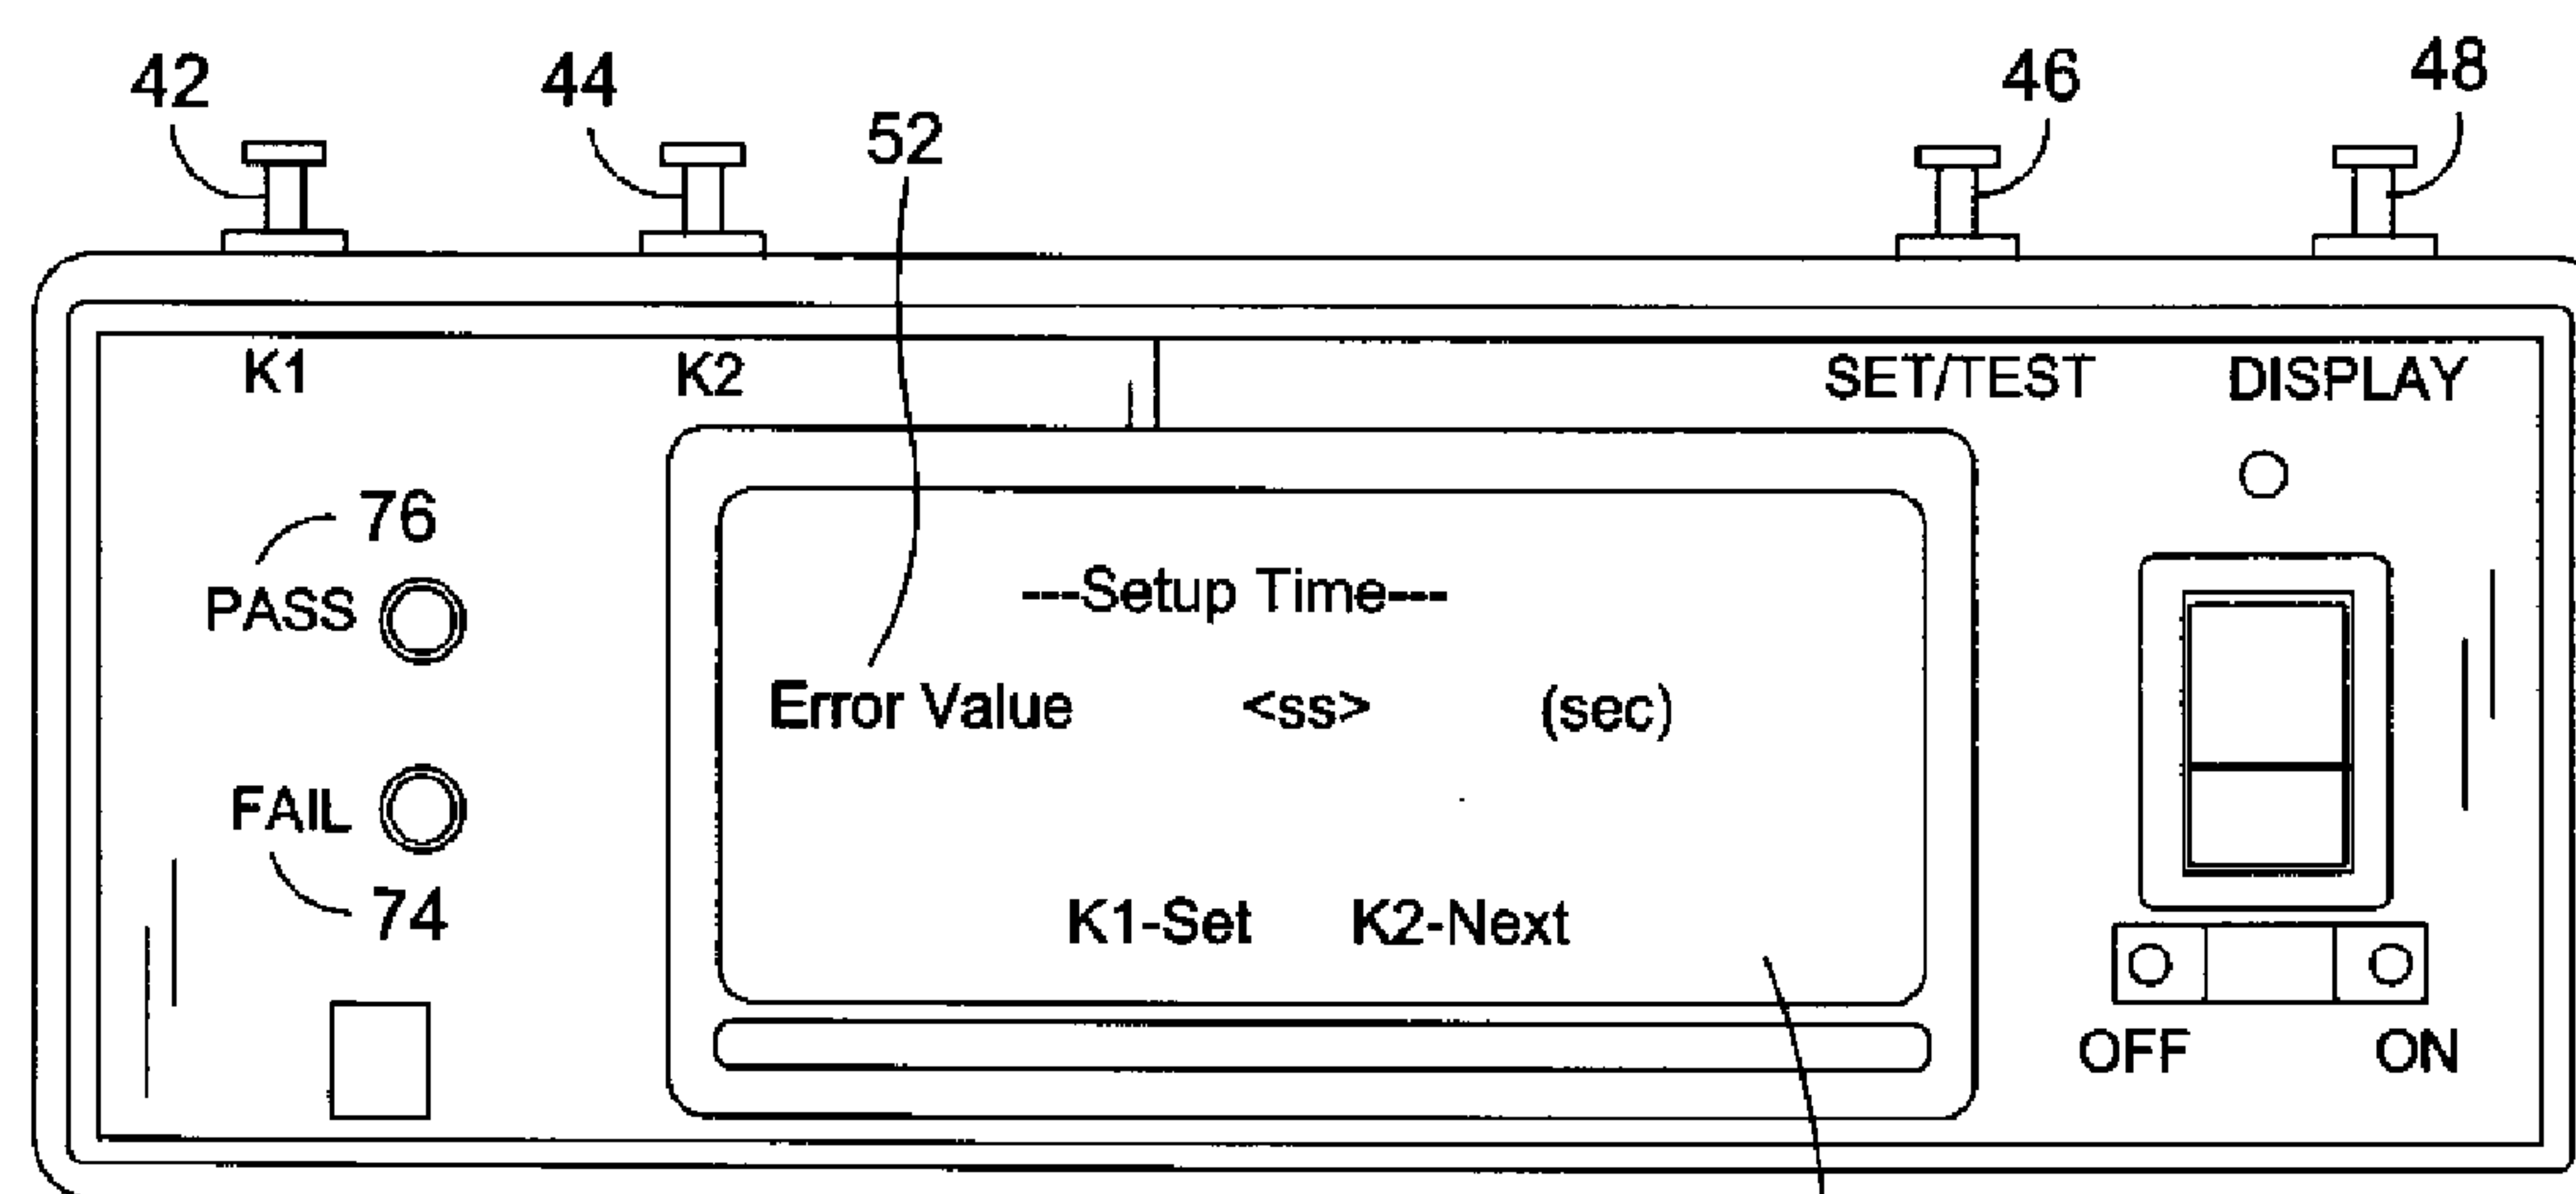 42 44 52 46 48
K1 K2 SET/TEST DISPLAY
76
PASS
FAIL
74
---Setup Time---
Error Value <ss> (sec)
K1-Set K2-Next
OFF ON